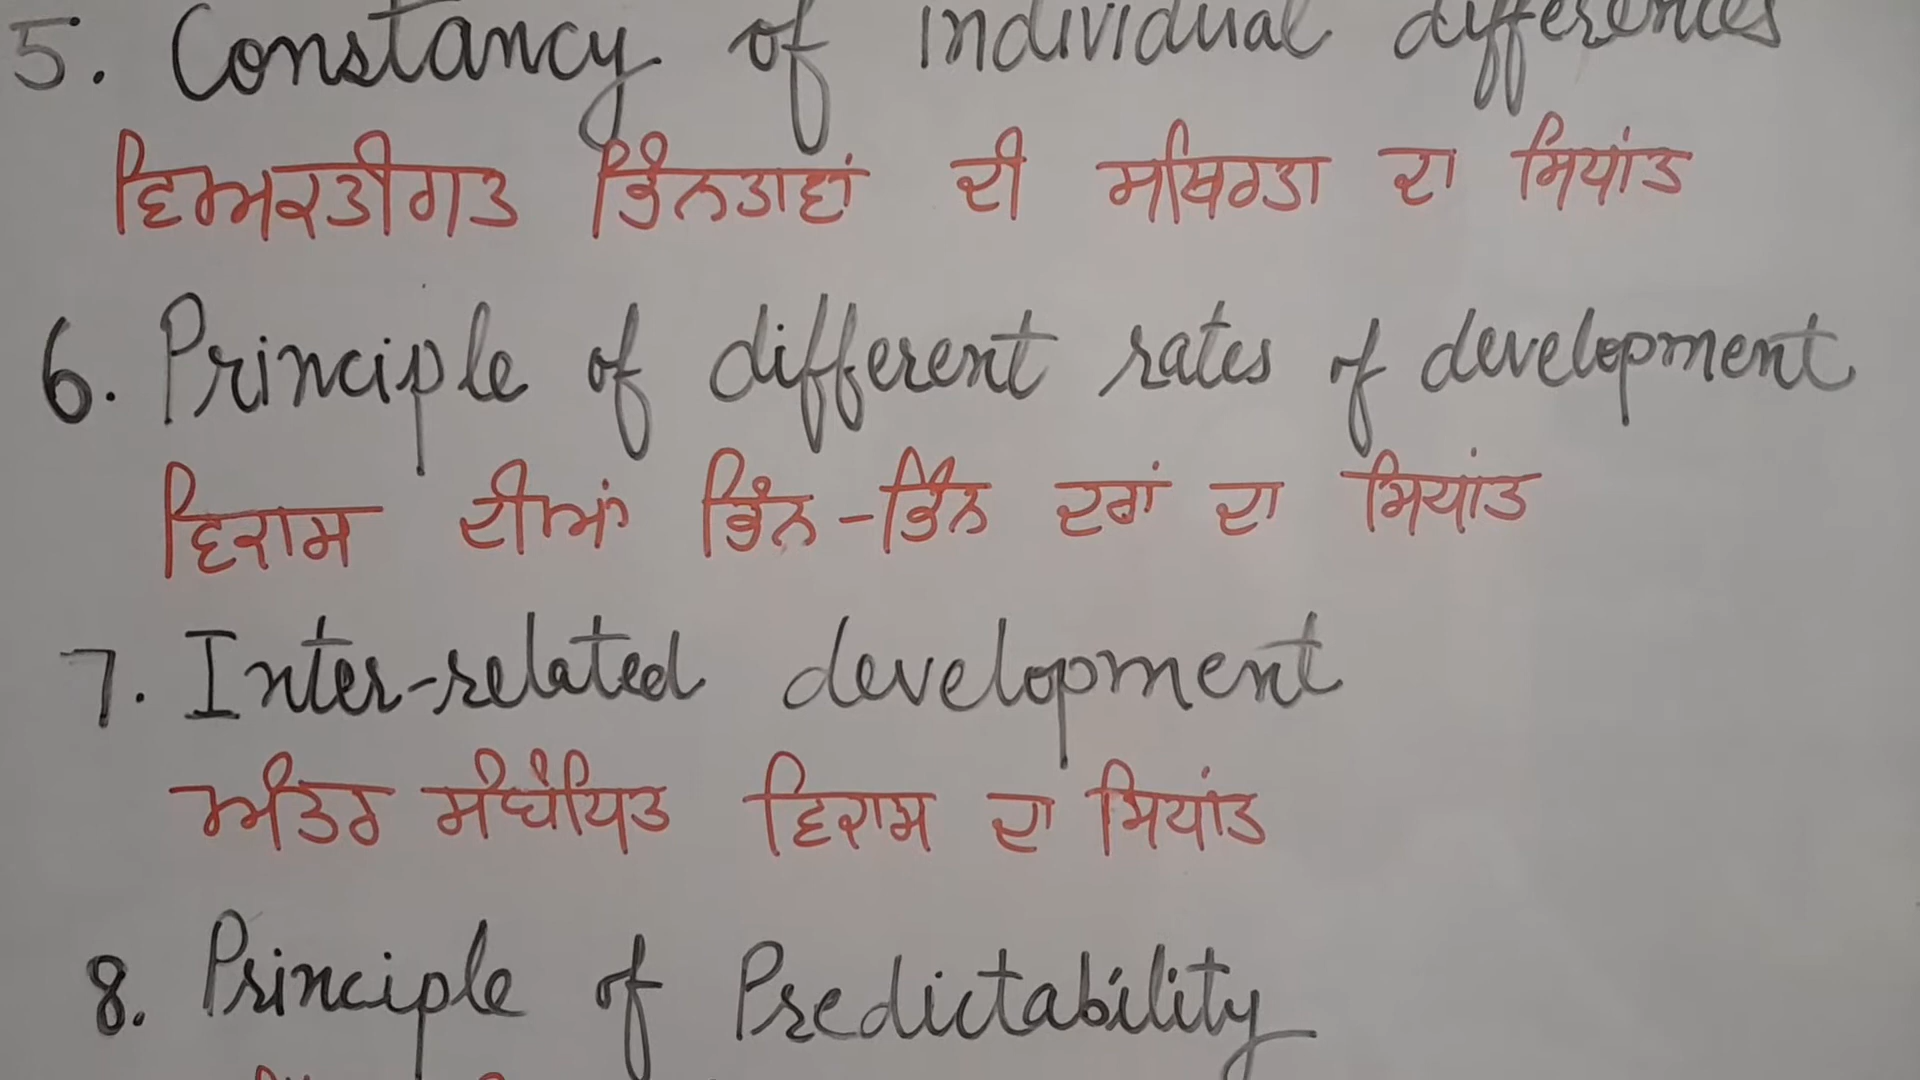 5. Constancy of individual differences
ਵਿਅਕਤੀਗਤ ਭਿੰਨਤਾਵਾਂ ਦੀ ਸਥਿਰਤਾ ਦਾ ਸਿਧਾਂਤ
6. Principle of different rates of development
ਵਿਕਾਸ ਦੀਆਂ ਭਿੰਨ-ਭਿੰਨ ਦਰਾਂ ਦਾ ਸਿਧਾਂਤ
7. Inter-related development
ਅੰਤਰ ਸੰਬੰਧਿਤ ਵਿਕਾਸ ਦਾ ਸਿਧਾਂਤ
8. Principle of Predictability